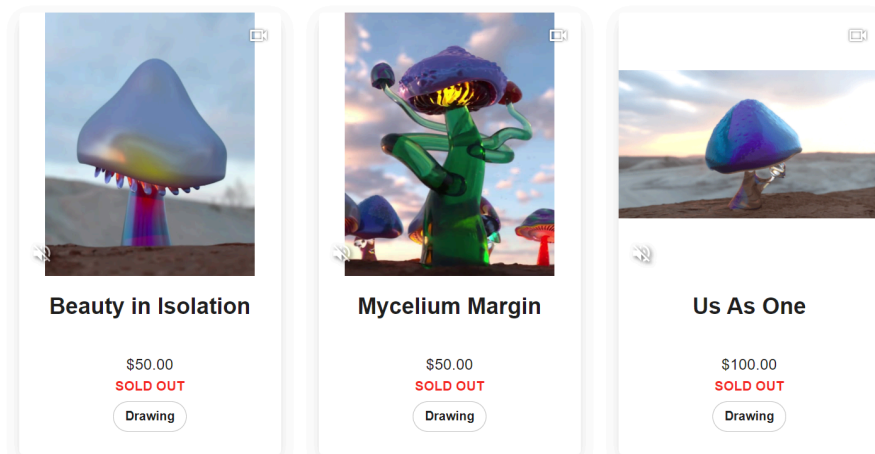 Beauty in Isolation
$50.00
SOLD OUT
Drawing
Mycelium Margin
$50.00
SOLD OUT
Drawing
Us As One
$100.00
SOLD OUT
Drawing